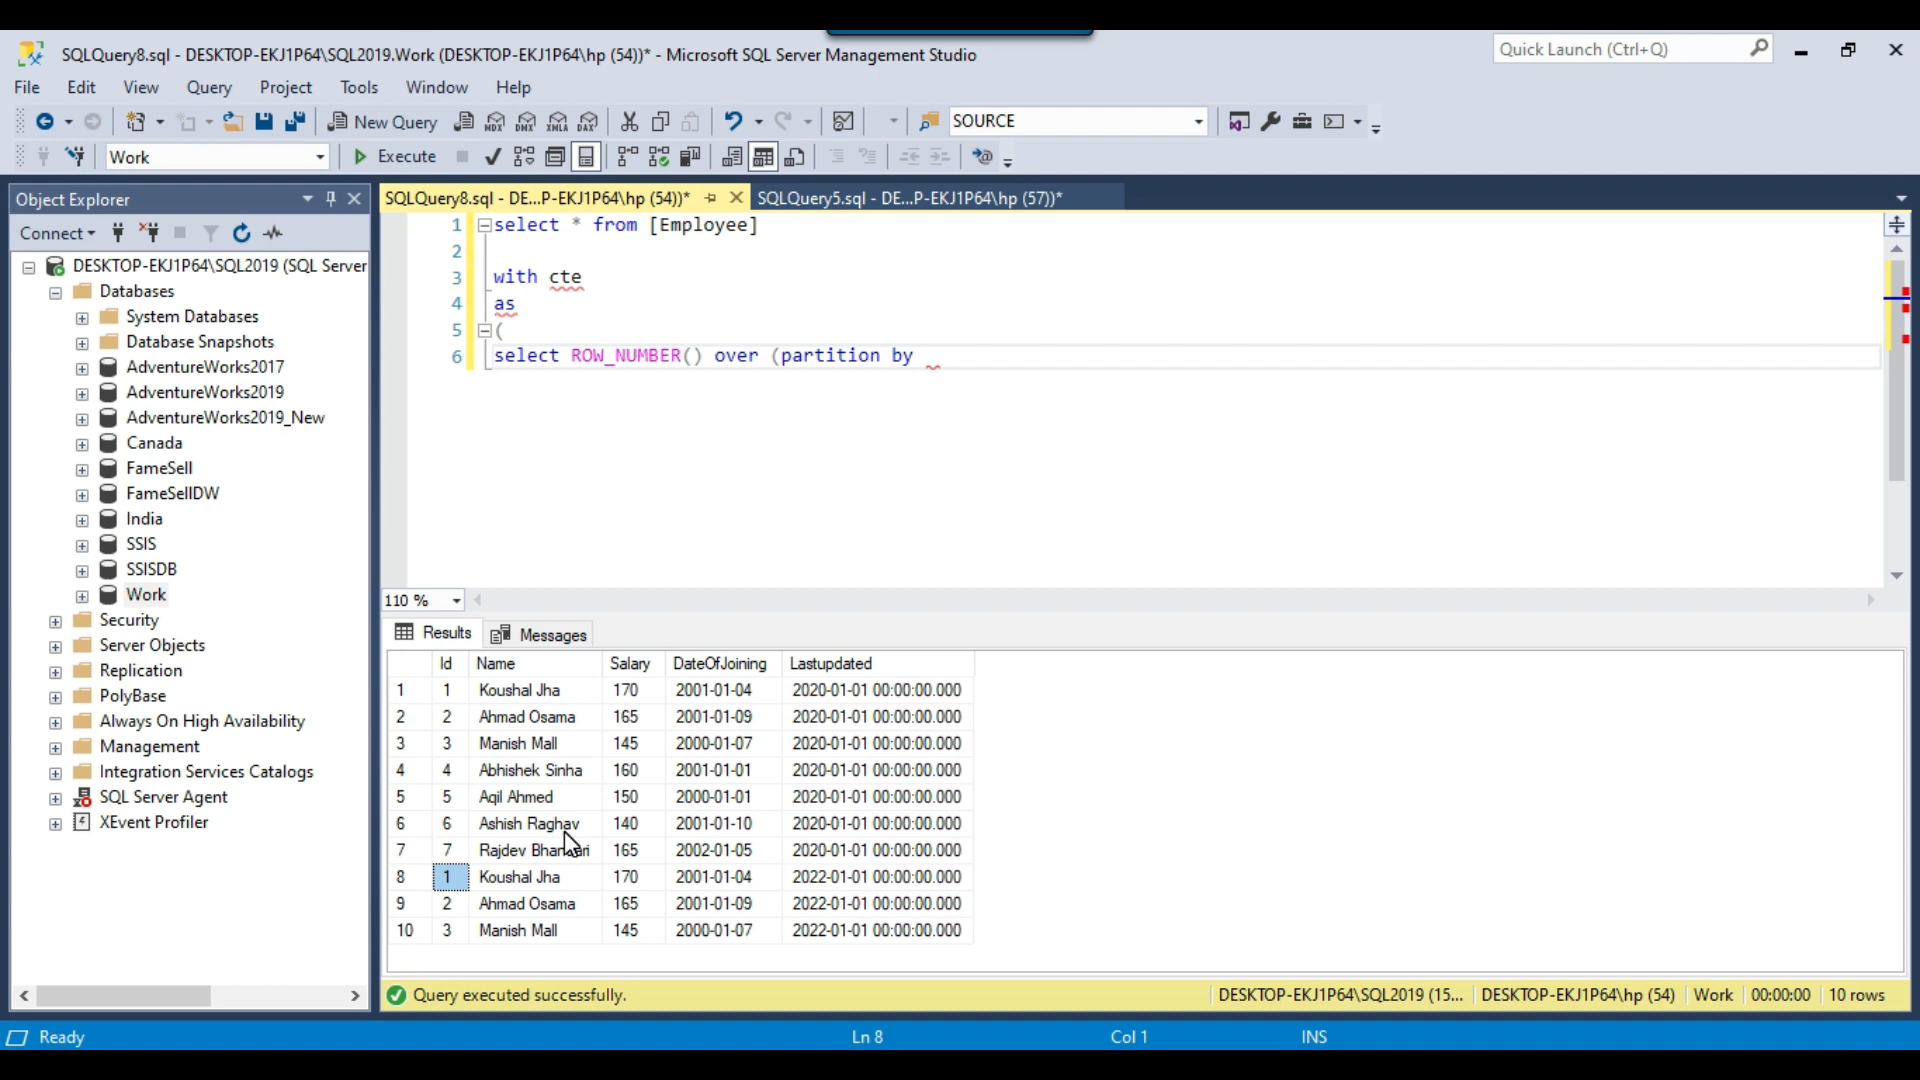 SQLQuery8.sql - DESKTOP-EKJ1P64\SQL2019.Work (DESKTOP-EKJ1P64\hp (54))* - Microsoft SQL Server Management Studio
Quick Launch (Ctrl+Q)
File Edit View Query Project Tools Window Help
New Query MDX DMX XMLA DAX SOURCE
Work Execute
Object Explorer
SQLQuery8.sql - DE...P-EKJ1P64\hp (54))*
SQLQuery5.sql - DE...P-EKJ1P64\hp (57))*
Connect
DESKTOP-EKJ1P64\SQL2019 (SQL Server
Databases
System Databases
Database Snapshots
AdventureWorks2017
AdventureWorks2019
AdventureWorks2019_New
Canada
FameSell
FameSellDW
India
SSIS
SSISDB
Work
Security
Server Objects
Replication
PolyBase
Always On High Availability
Management
Integration Services Catalogs
SQL Server Agent
XEvent Profiler
1 select * from [Employee]
2
3 with cte
4 as
5 (
6 select ROW_NUMBER() over (partition by
110 %
Results Messages
Id Name Salary DateOfJoining Lastupdated
1 1 Koushal Jha 170 2001-01-04 2020-01-01 00:00:00.000
2 2 Ahmad Osama 165 2001-01-09 2020-01-01 00:00:00.000
3 3 Manish Mall 145 2000-01-07 2020-01-01 00:00:00.000
4 4 Abhishek Sinha 160 2001-01-01 2020-01-01 00:00:00.000
5 5 Aqil Ahmed 150 2000-01-01 2020-01-01 00:00:00.000
6 6 Ashish Raghav 140 2001-01-10 2020-01-01 00:00:00.000
7 7 Rajdev 165 2002-01-05 2020-01-01 00:00:00.000
8 1 Koushal Jha 170 2001-01-04 2022-01-01 00:00:00.000
9 2 Ahmad Osama 165 2001-01-09 2022-01-01 00:00:00.000
10 3 Manish Mall 145 2000-01-07 2022-01-01 00:00:00.000
Query executed successfully.
DESKTOP-EKJ1P64\SQL2019 (15... DESKTOP-EKJ1P64\hp (54) Work 00:00:00 10 rows
Ready Ln 8 Col 1 INS